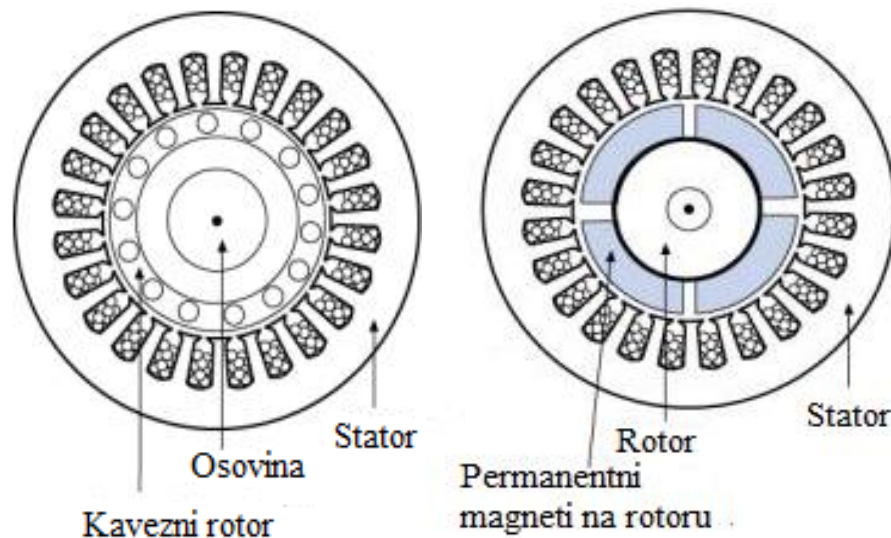 Stator
Osovina
Kavezni rotor
Stator
Rotor
Permanentni
magneti na rotoru